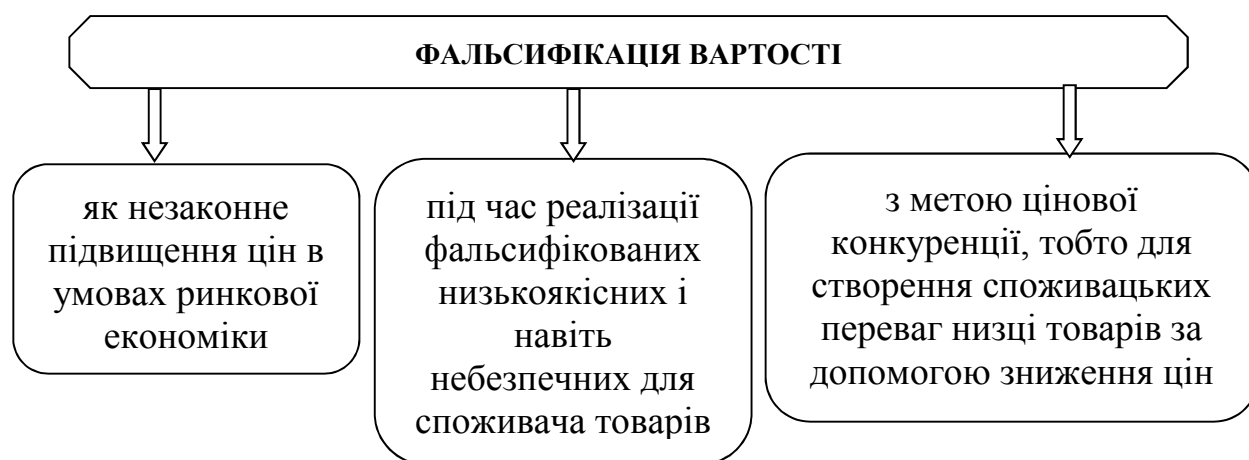 ФАЛЬСИФІКАЦІЯ ВАРТОСТІ
як незаконне
підвищення цін в
умовах ринкової
економіки
під час реалізації
фальсифікованих
низькоякісних і
навіть
небезпечних для
споживача товарів
з метою цінової
конкуренції, тобто для
створення споживацьких
переваг низці товарів за
допомогою зниження цін